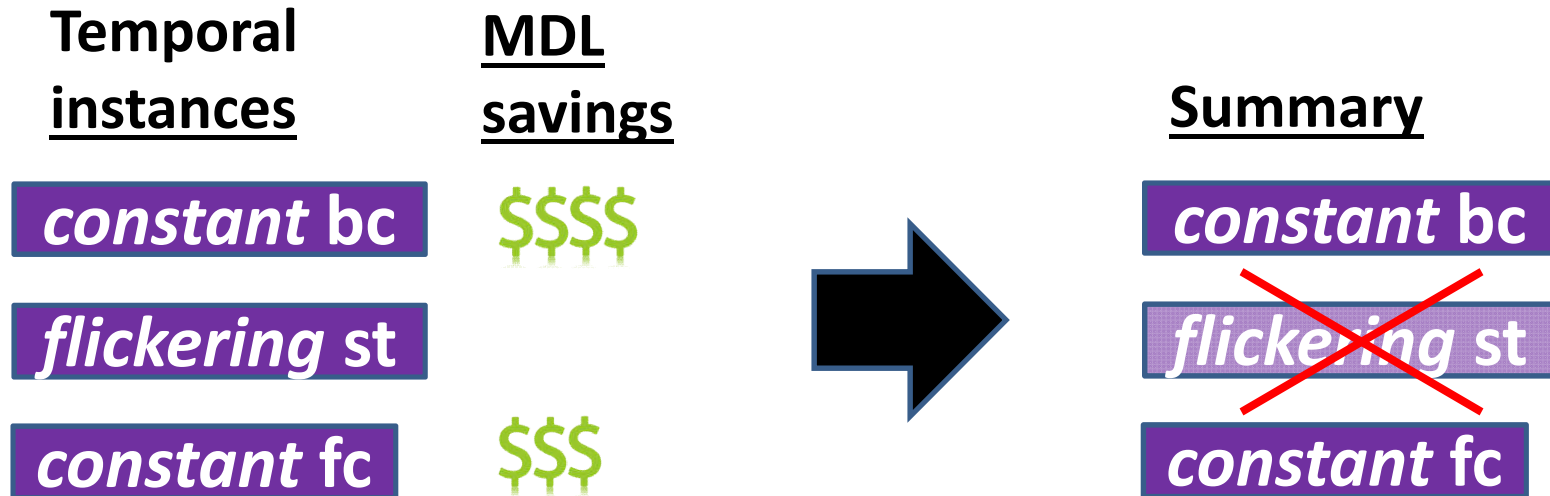 Temporal
instances
MDL
savings
Summary
constant bc
$$$$
constant bc
flickering st
flickering st
constant fc
$$$
constant fc